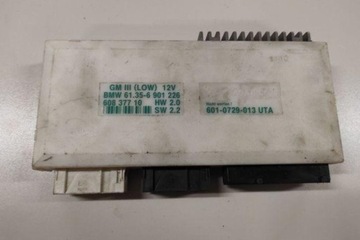 GM III (LOW) 12V
BMW 61.35-6 901 226
608 377 10 HW 2.0
SW 2.2
601-0729-013 UTA